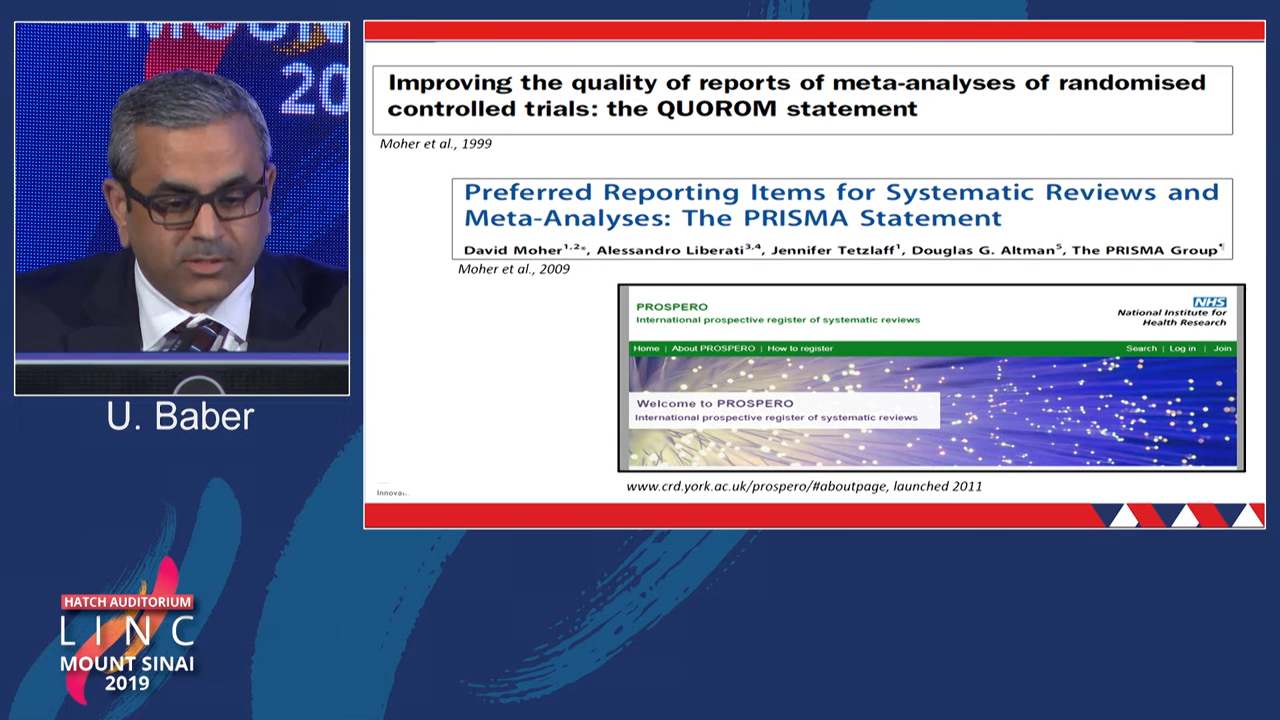 MOUNT
20
U. Baber
HATCH AUDITORIUM
LINC
MOUNT SINAI
2019
Improving the quality of reports of meta-analyses of randomised
controlled trials: the QUOROM statement
Moher et al., 1999
Preferred Reporting Items for Systematic Reviews and
Meta-Analyses: The PRISMA Statement
David Moher1,2*, Alessandro Liberati3,4, Jennifer Tetzlaff1, Douglas G. Altman5, The PRISMA Group¶
Moher et al., 2009
PROSPERO
International prospective register of systematic reviews
NHS
National Institute for
Health Research
Home | About PROSPERO | How to register
Search | Log in | Join
Welcome to PROSPERO
International prospective register of systematic reviews
www.crd.york.ac.uk/prospero/#aboutpage, launched 2011